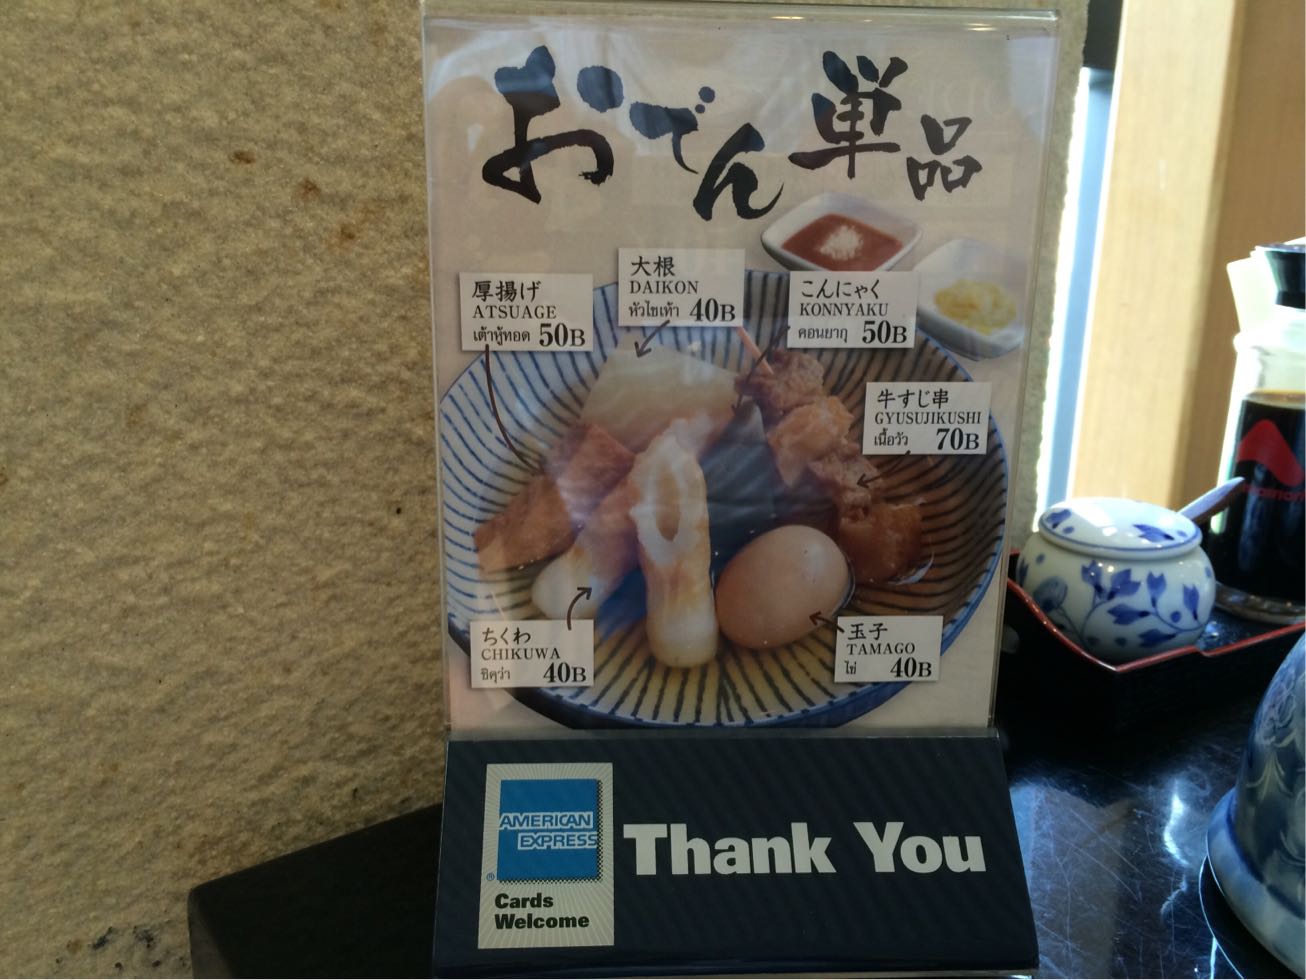 おでん単品
厚揚げ
ATSUAGE
เต้าหู้ทอด 50B
大根
DAIKON
หัวไชเท้า 40B
こんにゃく
KONNYAKU
คอนยากุ 50B
牛すじ串
GYUSUJIKUSHI
เนื้อวัว 70B
ちくわ
CHIKUWA
ชิคุว่า 40B
玉子
TAMAGO
ไข่ 40B
AMERICAN
EXPRESS
®
Cards
Welcome
Thank You